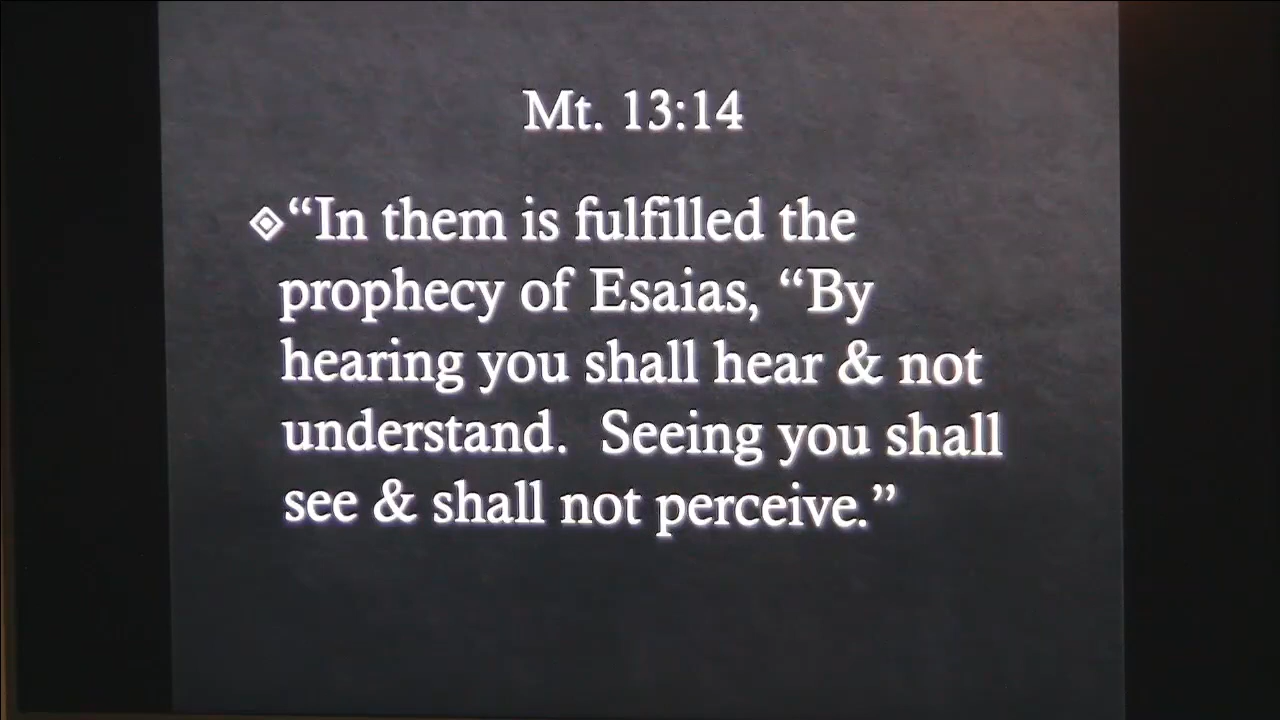 Mt. 13:14
“In them is fulfilled the
prophecy of Esaias, “By
hearing you shall hear & not
understand.  Seeing you shall
see & shall not perceive.”